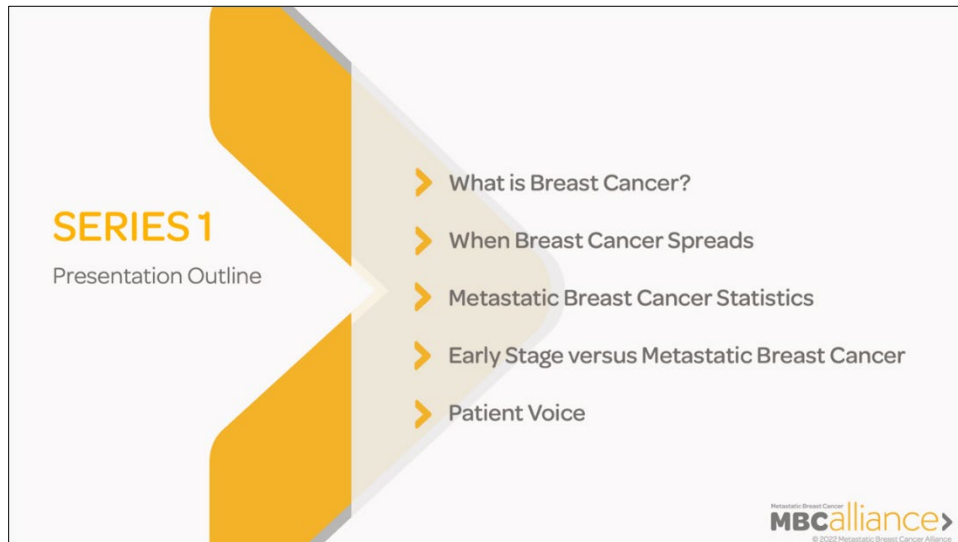 SERIES 1
Presentation Outline
What is Breast Cancer?
When Breast Cancer Spreads
Metastatic Breast Cancer Statistics
Early Stage versus Metastatic Breast Cancer
Patient Voice
Metastatic Breast Cancer
MBCalliance
© 2022 Metastatic Breast Cancer Alliance